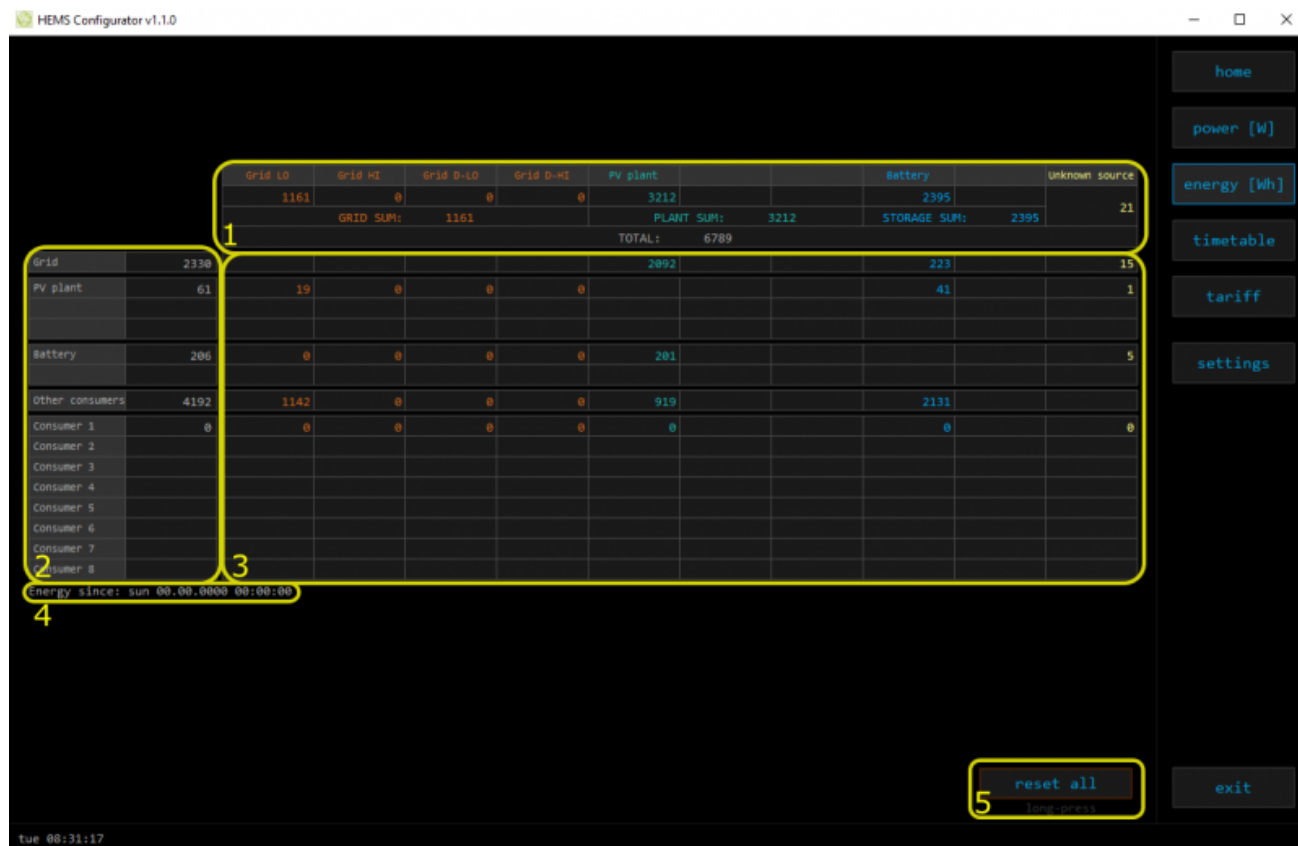 HEMS Configurator v1.1.0
home
power [W]
Grid LO Grid HI Grid D-LO Grid D-HI PV plant Battery Unknown source
energy [Wh]
1161 0 0 0 3212 2395
21
GRID SUM: 1161 PLANT SUM: 3212 STORAGE SUM: 2395
1
TOTAL: 6789
timetable
Grid 2330 2092 223 15
PV plant 61 19 0 0 0 41 1
tariff
Battery 206 0 0 0 0 201 5
settings
Other consumers 4192 1142 0 0 0 919 2131
Consumer 1 0 0 0 0 0 0 0 0
Consumer 2
Consumer 3
Consumer 4
Consumer 5
Consumer 6
Consumer 7
2 3
Consumer 8
Energy since: sun 00.00.0000 00:00:00
4
reset all
5
long-press
exit
tue 08:31:17